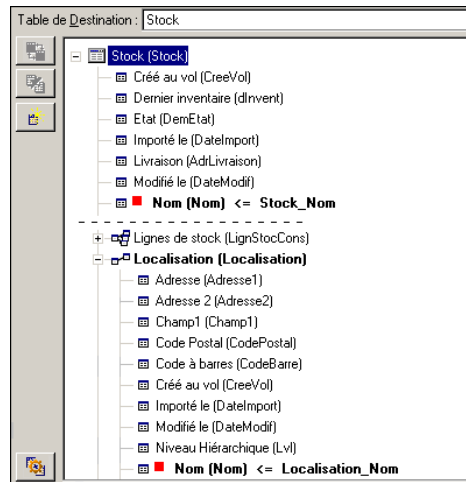 Table de Destination : Stock
Stock (Stock)
Créé au vol (CreeVol)
Dernier inventaire (dInvent)
Etat (DemEtat)
Importé le (DateImport)
Livraison (AdrLivraison)
Modifié le (DateModif)
Nom (Nom) <= Stock_Nom
Lignes de stock (LignStocCons)
Localisation (Localisation)
Adresse (Adresse1)
Adresse 2 (Adresse2)
Champ1 (Champ1)
Code Postal (CodePostal)
Code à barres (CodeBarre)
Créé au vol (CreeVol)
Importé le (DateImport)
Modifié le (DateModif)
Niveau Hiérarchique (Lvl)
Nom (Nom) <= Localisation_Nom